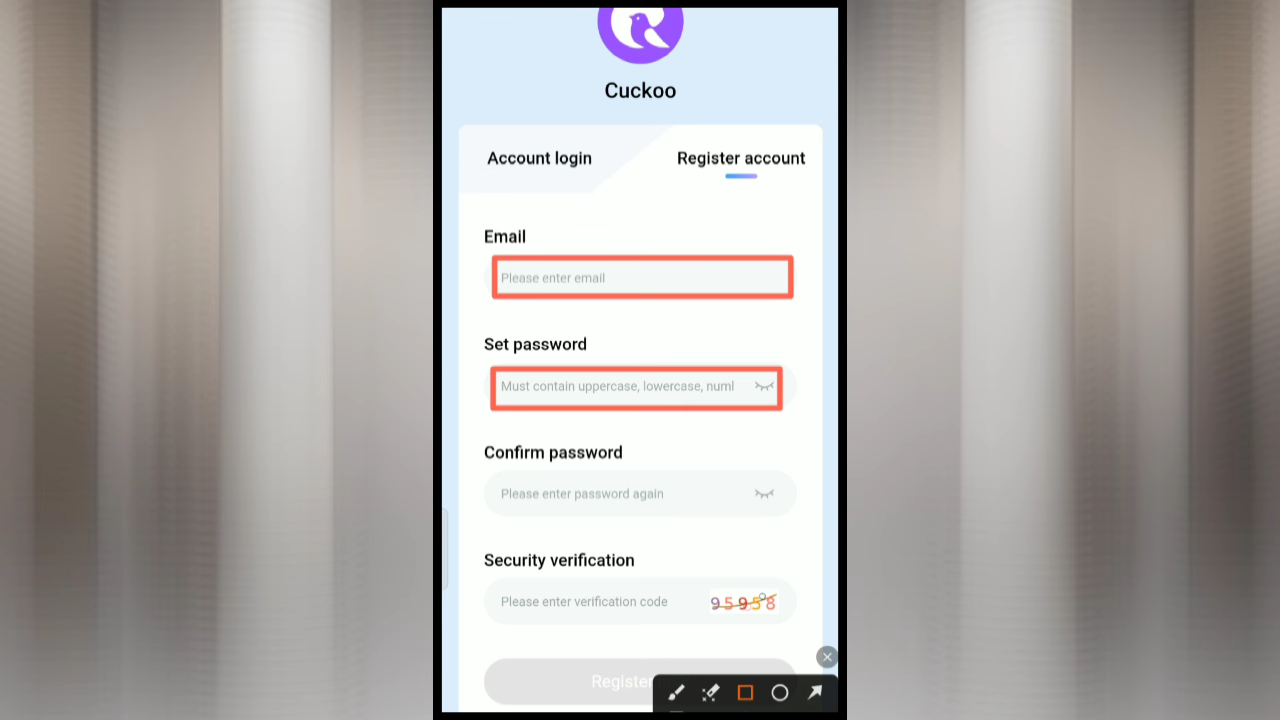 Cuckoo
Account login
Register account
Email
Please enter email
Set password
Must contain uppercase, lowercase, numl
Confirm password
Please enter password again
Security verification
Please enter verification code
95958
Register